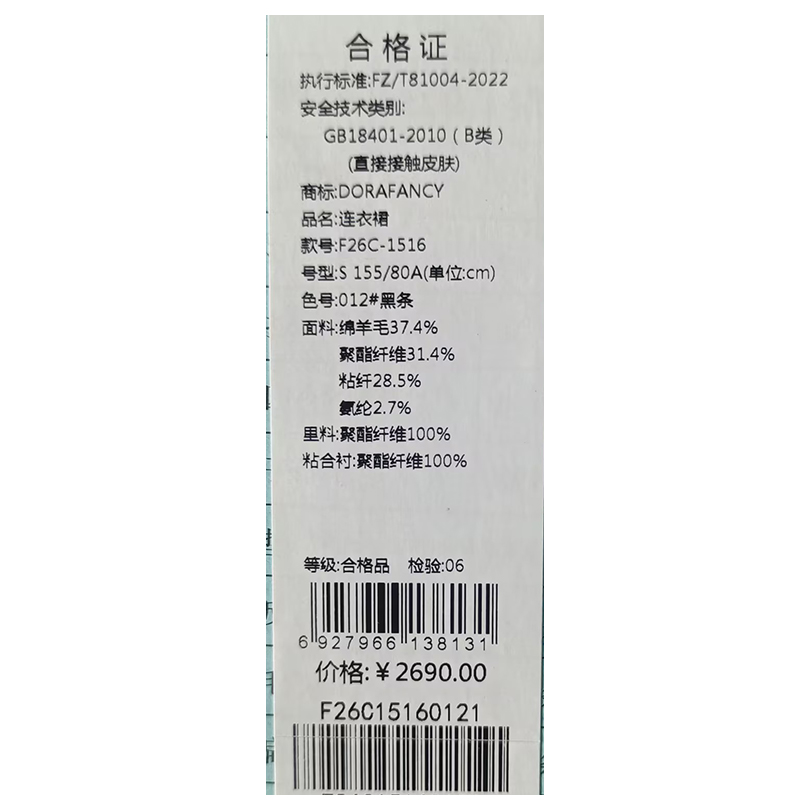 合格证
执行标准:FZ/T81004-2022
安全技术类别:
GB18401-2010(B类)
(直接接触皮肤)
商标:DORAFANCY
品名:连衣裙
款号:F26C-1516
号型:S 155/80A(单位:cm)
色号:012#黑条
面料:绵羊毛37.4%
聚酯纤维31.4%
粘纤28.5%
氨纶2.7%
里料:聚酯纤维100%
粘合衬:聚酯纤维100%
等级:合格品 检验:06
6 927966 138131
价格:¥2690.00
F26C15160121